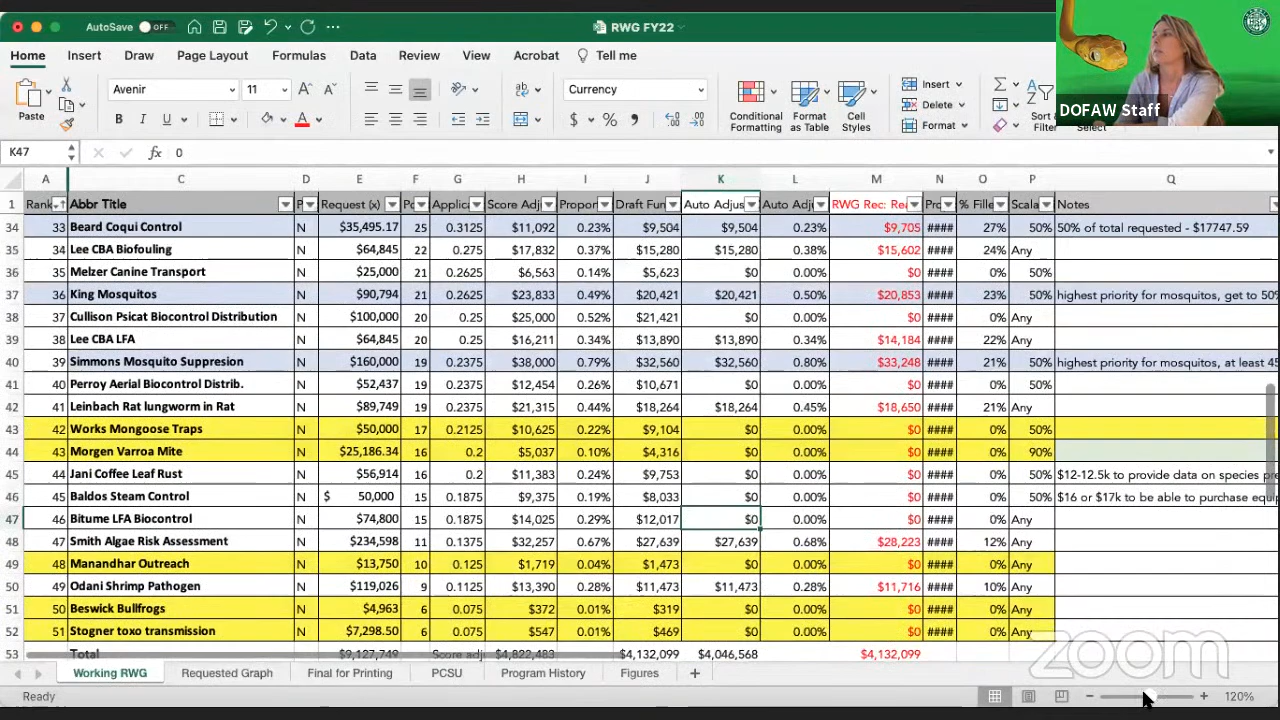 AutoSave OFF RWG FY22
Home Insert Draw Page Layout Formulas Data Review View Acrobat Tell me
Paste Avenir 11 Currency Conditional Formatting Format as Table Cell Styles Insert Delete Format Sort & Filter Select
DOFAW Staff
K47 fx 0
A C D E F G H I J K L M N O P Q
1 Rank Abbr Title P Request (x) Po Applica Score Adj Propor Draft Fun Auto Adjus Auto Adj RWG Rec: Re Pro % Fille Scala Notes
34 33 Beard Coqui Control N $35,495.17 25 0.3125 $11,092 0.23% $9,504 $9,504 0.23% $9,705 #### 27% 50% 50% of total requested - $17747.59
35 34 Lee CBA Biofouling N $64,845 22 0.275 $17,832 0.37% $15,280 $15,280 0.38% $15,602 #### 24% Any
36 35 Melzer Canine Transport N $25,000 21 0.2625 $6,563 0.14% $5,623 $0 0.00% $0 #### 0% 50%
37 36 King Mosquitos N $90,794 21 0.2625 $23,833 0.49% $20,421 $20,421 0.50% $20,853 #### 23% 50% highest priority for mosquitos, get to 50%
38 37 Cullison Psicat Biocontrol Distribution N $100,000 20 0.25 $25,000 0.52% $21,421 $0 0.00% $0 #### 0% 50%
39 38 Lee CBA LFA N $64,845 20 0.25 $16,211 0.34% $13,890 $13,890 0.34% $14,184 #### 22% Any
40 39 Simmons Mosquito Suppresion N $160,000 19 0.2375 $38,000 0.79% $32,560 $32,560 0.80% $33,248 #### 21% 50% highest priority for mosquitos, at least 45
41 40 Perroy Aerial Biocontrol Distrib. N $52,437 19 0.2375 $12,454 0.26% $10,671 $0 0.00% $0 #### 0% 50%
42 41 Leinbach Rat lungworm in Rat N $89,749 19 0.2375 $21,315 0.44% $18,264 $18,264 0.45% $18,650 #### 21% Any
43 42 Works Mongoose Traps N $50,000 17 0.2125 $10,625 0.22% $9,104 $0 0.00% $0 #### 0% 50%
44 43 Morgen Varroa Mite N $25,186.34 16 0.2 $5,037 0.10% $4,316 $0 0.00% $0 #### 0% 90%
45 44 Jani Coffee Leaf Rust N $56,914 16 0.2 $11,383 0.24% $9,753 $0 0.00% $0 #### 0% 50% $12-12.5k to provide data on species pre
46 45 Baldos Steam Control N $ 50,000 15 0.1875 $9,375 0.19% $8,033 $0 0.00% $0 #### 0% 50% $16 or $17k to be able to purchase equip
47 46 Bitume LFA Biocontrol N $74,800 15 0.1875 $14,025 0.29% $12,017 $0 0.00% $0 #### 0% Any
48 47 Smith Algae Risk Assessment N $234,598 11 0.1375 $32,257 0.67% $27,639 $27,639 0.68% $28,223 #### 12% Any
49 48 Manandhar Outreach N $13,750 10 0.125 $1,719 0.04% $1,473 $0 0.00% $0 #### 0% Any
50 49 Odani Shrimp Pathogen N $119,026 9 0.1125 $13,390 0.28% $11,473 $11,473 0.28% $11,716 #### 10% Any
51 50 Beswick Bullfrogs N $4,963 6 0.075 $372 0.01% $319 $0 0.00% $0 #### 0% Any
52 51 Stogner toxo transmission N $7,298.50 6 0.075 $547 0.01% $469 $0 0.00% $0 #### 0% Any
53 Total $9,127,749 Score adj $4,822,483 $4,132,099 $4,046,568 $4,132,099
zoom
Working RWG Requested Graph Final for Printing PCSU Program History Figures +
Ready 120%